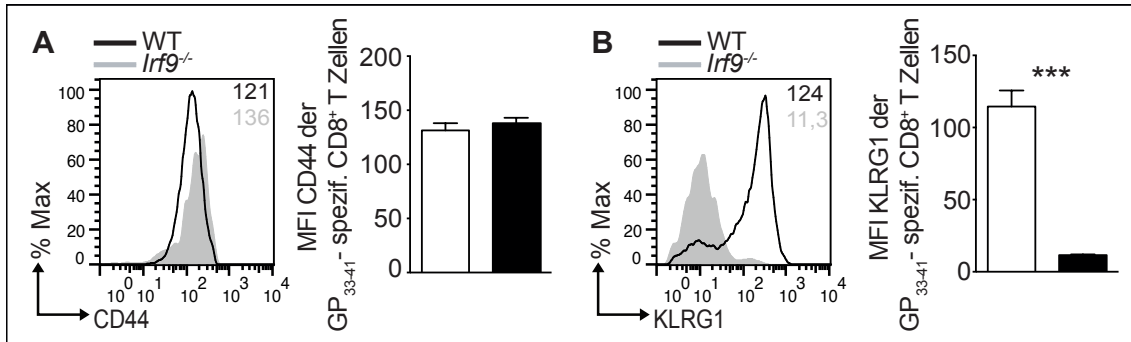 A
WT
Irf9-/-
121
136
100
80
60
40
20
0
% Max
10^0 10^1 10^2 10^3 10^4
CD44
200
150
100
50
0
MFI CD44 der
GP33-41- spezif. CD8+ T Zellen
B
WT
Irf9-/-
124
11,3
100
80
60
40
20
0
% Max
10^0 10^1 10^2 10^3 10^4
KLRG1
150
100
50
0
MFI KLRG1 der
GP33-41- spezif. CD8+ T Zellen
***